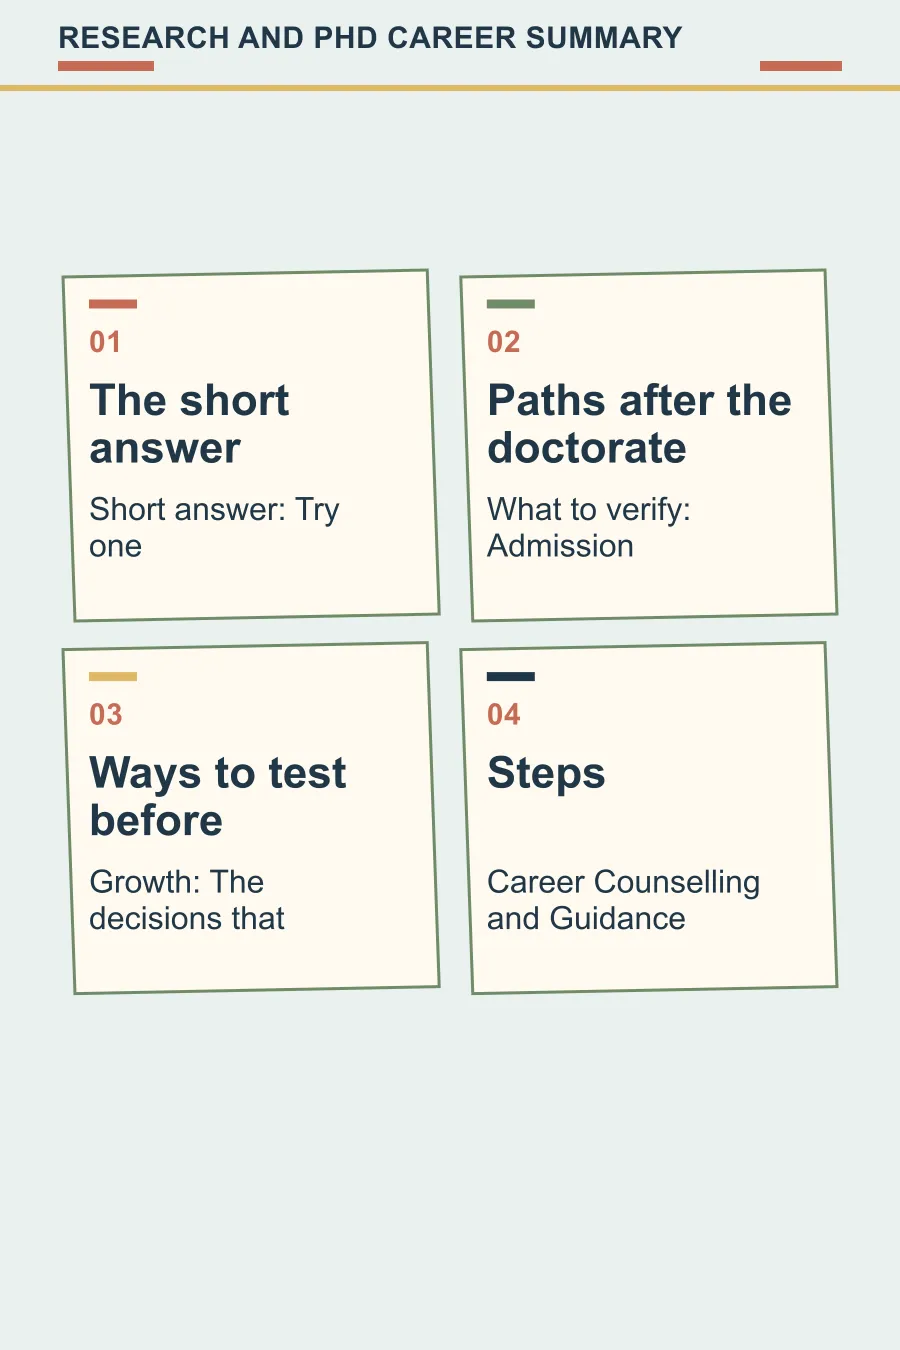 RESEARCH AND PHD CAREER SUMMARY
01
The short
answer
Short answer: Try
one
02
Paths after the
doctorate
What to verify:
Admission
03
Ways to test
before
Growth: The
decisions that
04
Steps
Career Counselling
and Guidance